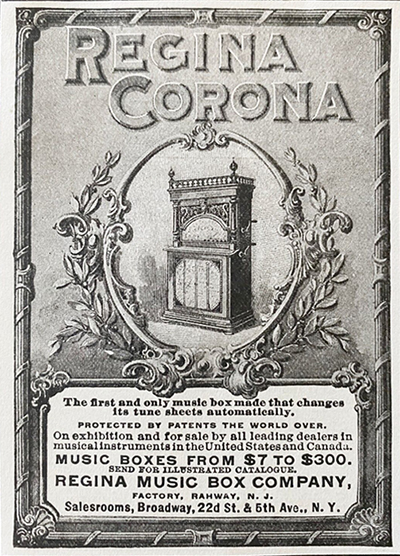 REGINA
CORONA
The first and only music box made that changes
its tune sheets automatically.
PROTECTED BY PATENTS THE WORLD OVER.
On exhibition and for sale by all leading dealers in
musical instruments in the United States and Canada.
MUSIC BOXES FROM $7 TO $300.
SEND FOR ILLUSTRATED CATALOGUE.
REGINA MUSIC BOX COMPANY,
FACTORY, RAHWAY, N. J.
Salesrooms, Broadway, 22d St. & 5th Ave., N. Y.